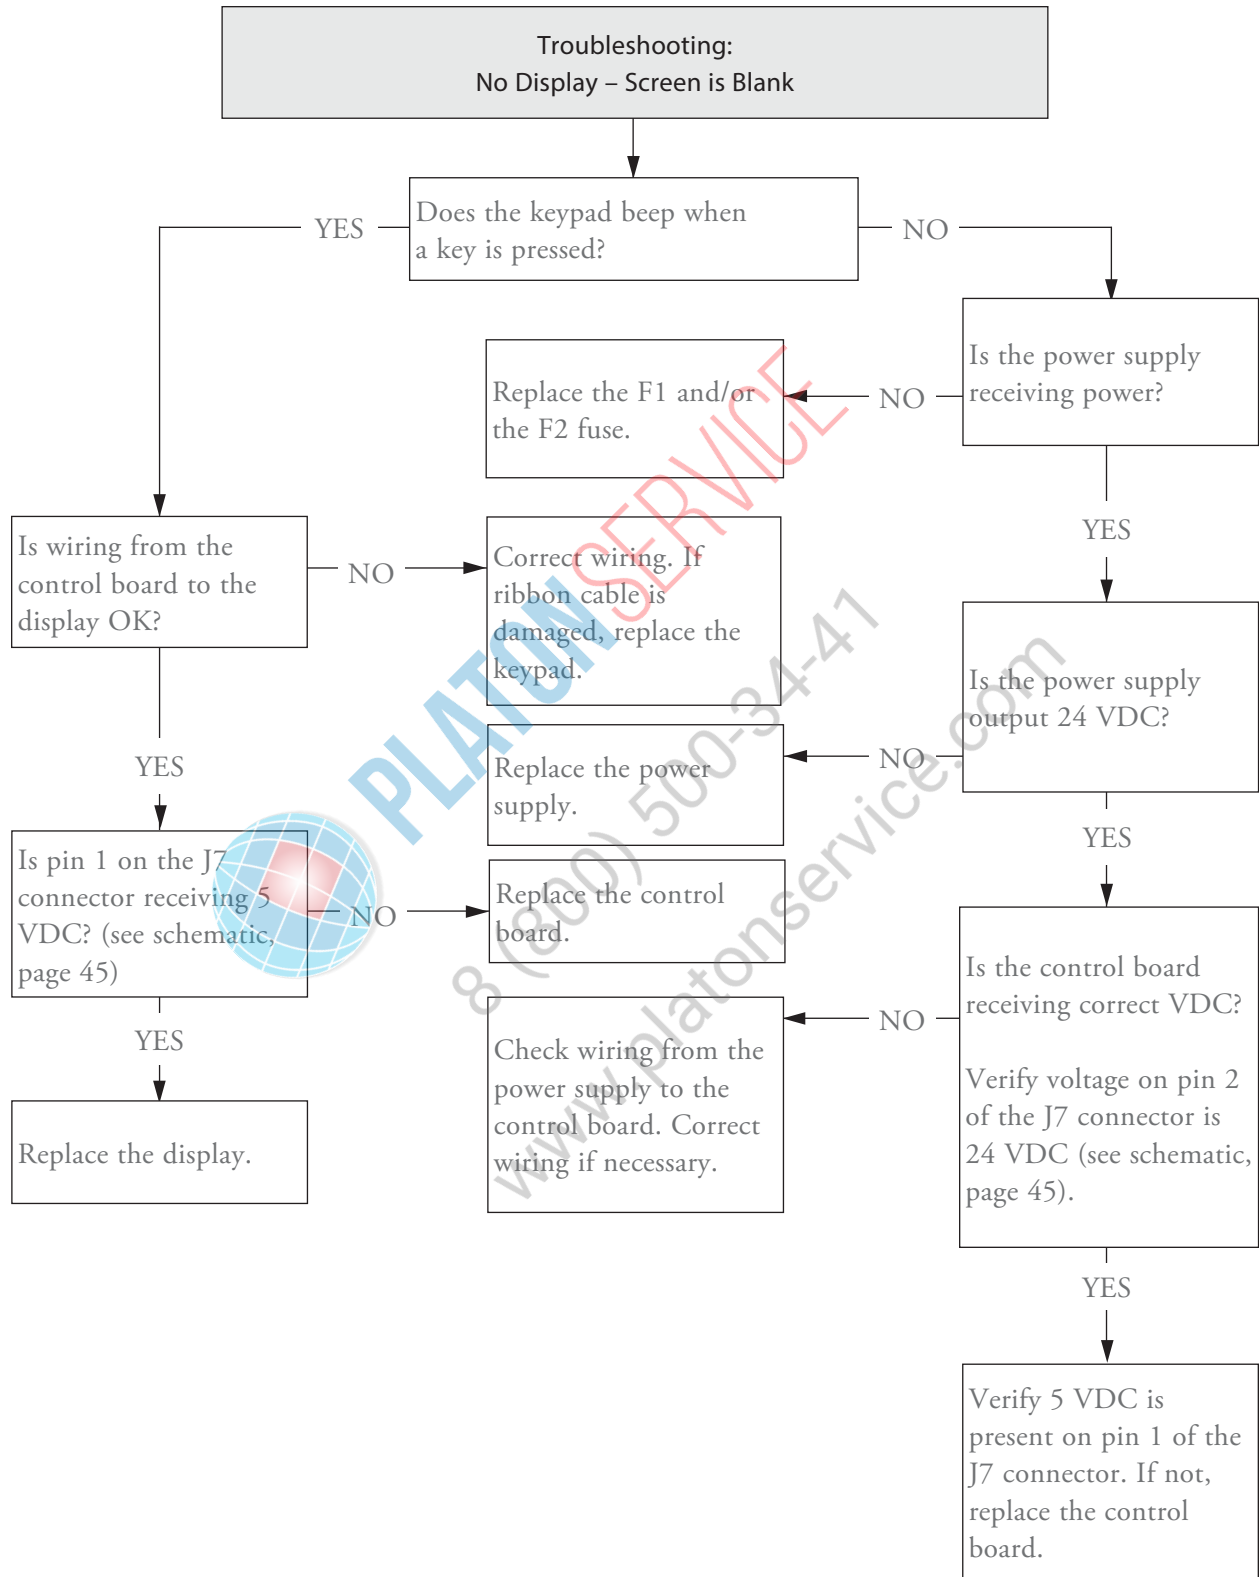 Troubleshooting:
No Display – Screen is Blank
Does the keypad beep when
a key is pressed?
YES
NO
Is the power supply
receiving power?
NO
Replace the F1 and/or
the F2 fuse.
YES
Is wiring from the
control board to the
display OK?
NO
Correct wiring. If
ribbon cable is
damaged, replace the
keypad.
Is the power supply
output 24 VDC?
NO
Replace the power
supply.
YES
YES
Is pin 1 on the J7
connector receiving 5
VDC? (see schematic,
page 45)
NO
Replace the control
board.
Is the control board
receiving correct VDC?
Verify voltage on pin 2
of the J7 connector is
24 VDC (see schematic,
page 45).
NO
Check wiring from the
power supply to the
control board. Correct
wiring if necessary.
YES
Replace the display.
YES
Verify 5 VDC is
present on pin 1 of the
J7 connector. If not,
replace the control
board.
PLATONSERVICE
8 (800) 500-34-41
www.platonservice.com